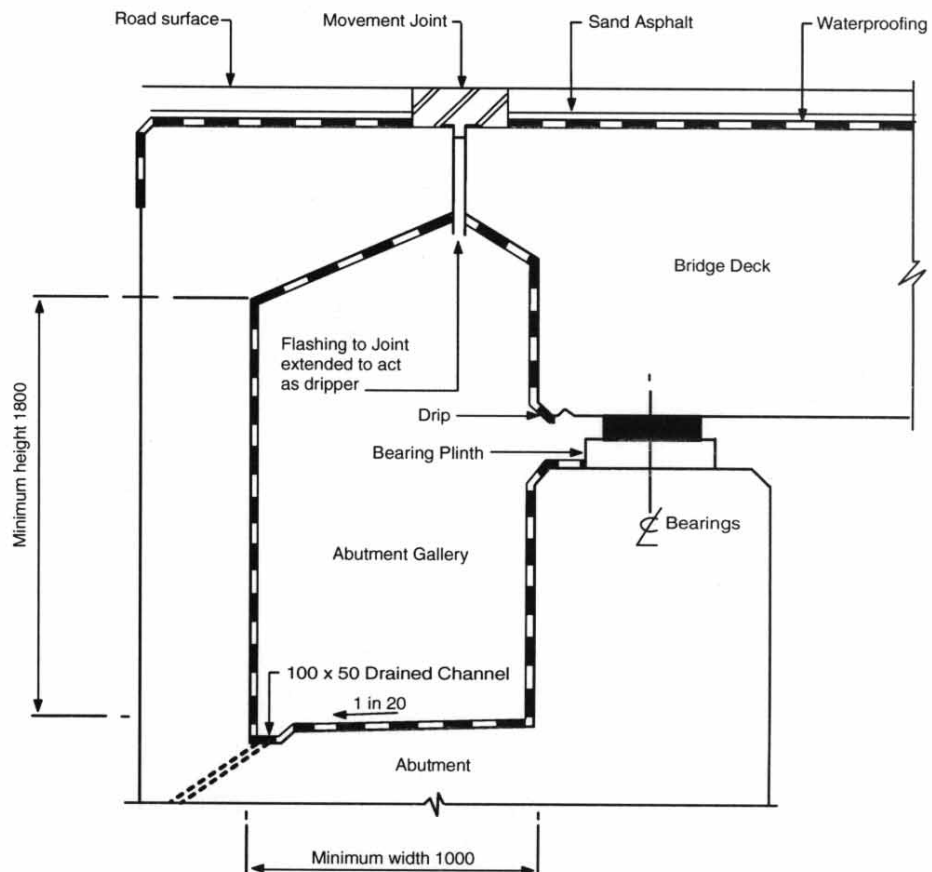 Road surface
Movement Joint
Sand Asphalt
Waterproofing
Bridge Deck
Flashing to Joint
extended to act
as dripper
Drip
Bearing Plinth
℄ Bearings
Minimum height 1800
Abutment Gallery
100 x 50 Drained Channel
1 in 20
Abutment
Minimum width 1000